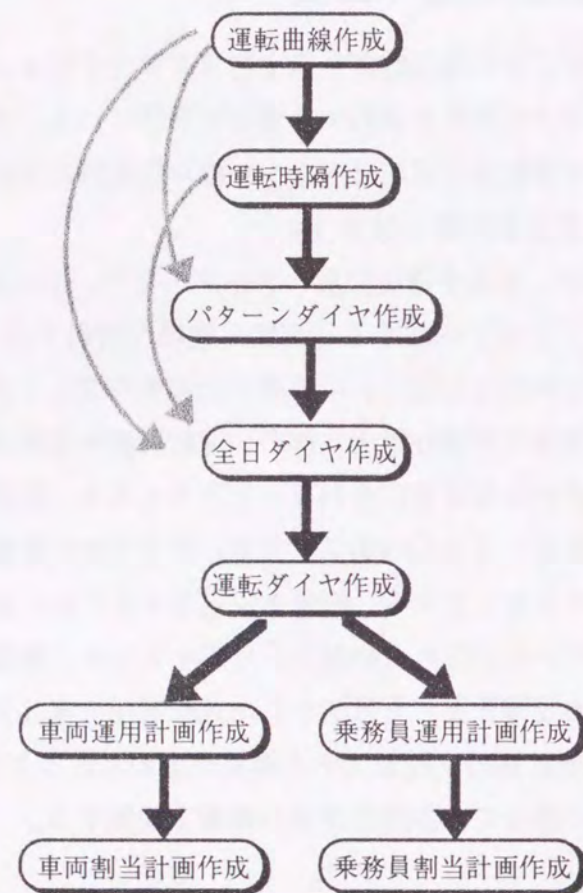 運転曲線作成
運転時隔作成
パターンダイヤ作成
全日ダイヤ作成
運転ダイヤ作成
車両運用計画作成
乗務員運用計画作成
車両割当計画作成
乗務員割当計画作成